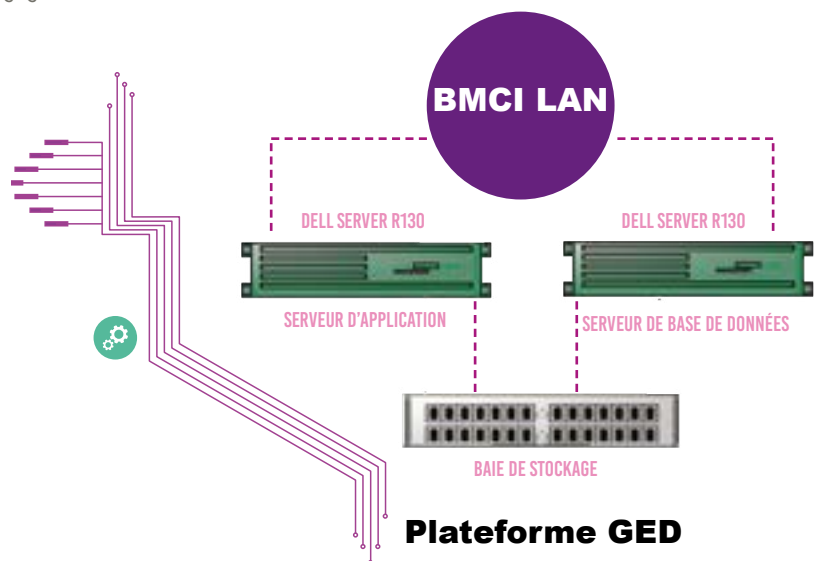 BMCI LAN
DELL SERVER R130
DELL SERVER R130
SERVEUR D'APPLICATION
SERVEUR DE BASE DE DONNÉES
BAIE DE STOCKAGE
Plateforme GED